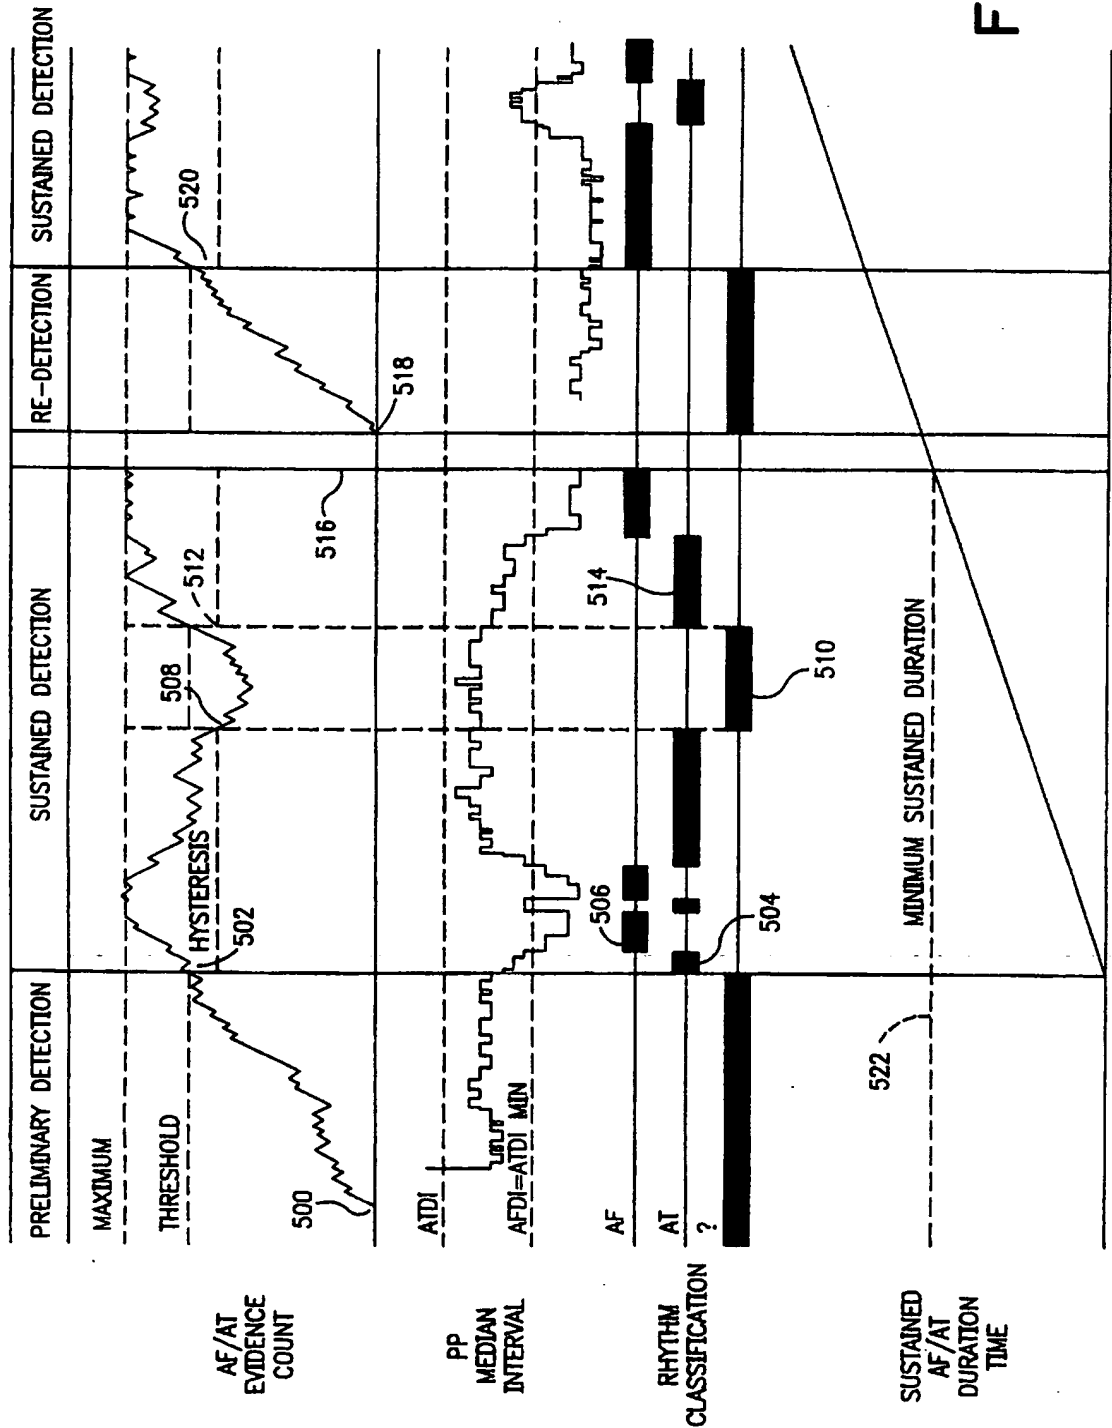 PRELIMINARY DETECTION
SUSTAINED DETECTION
RE-DETECTION
SUSTAINED DETECTION
AF/AT
EVIDENCE
COUNT
MAXIMUM
THRESHOLD
HYSTERESIS
500
502
508
512
516
518
520
PP
MEDIAN
INTERVAL
ATDI
AFDI=ATDI MIN
RHYTHM
CLASSIFICATION
AF
AT
?
506
504
514
510
SUSTAINED
AF/AT
DURATION
TIME
522
MINIMUM SUSTAINED DURATION
F